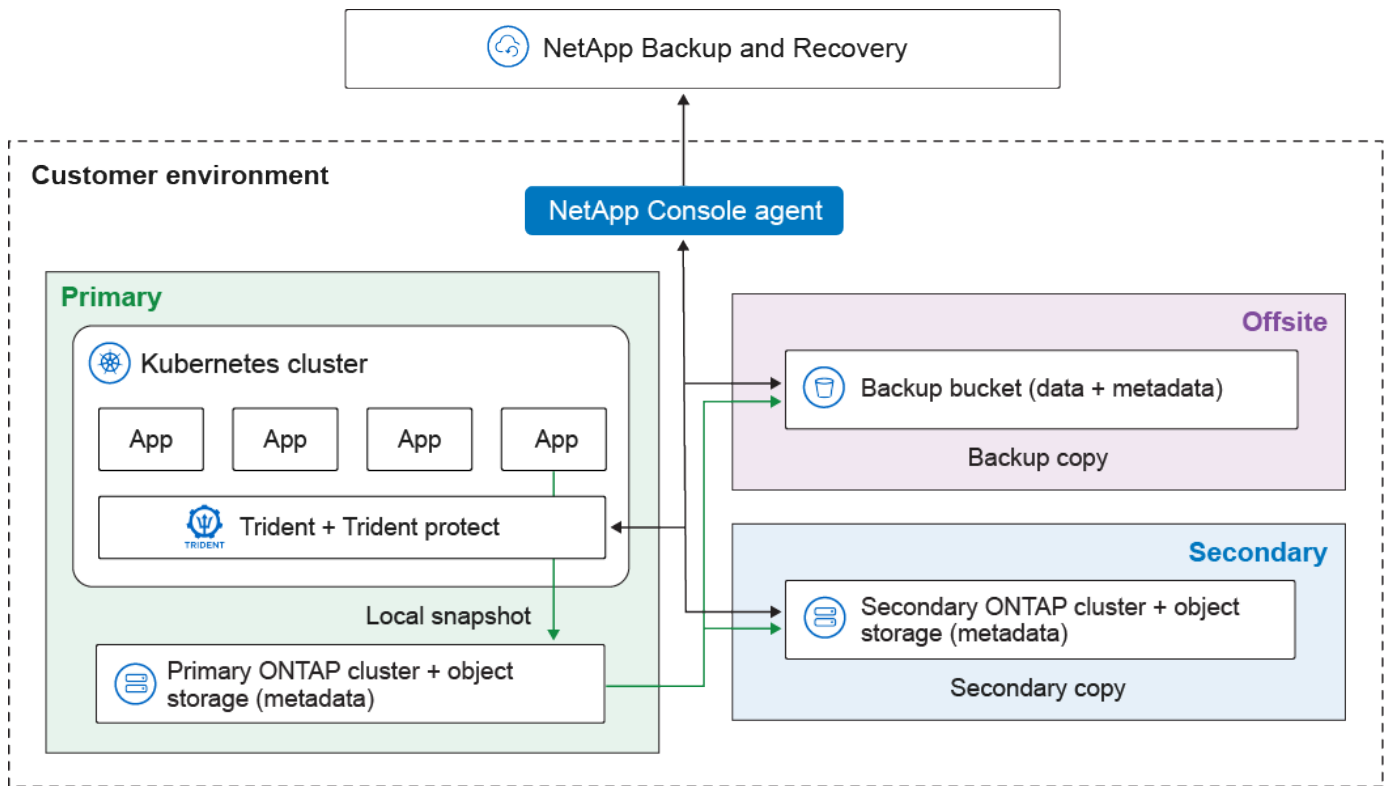 NetApp Backup and Recovery
Customer environment
NetApp Console agent
Primary
Kubernetes cluster
App
App
App
App
TRIDENT
Trident + Trident protect
Local snapshot
Primary ONTAP cluster + object
storage (metadata)
Offsite
Backup bucket (data + metadata)
Backup copy
Secondary
Secondary ONTAP cluster + object
storage (metadata)
Secondary copy